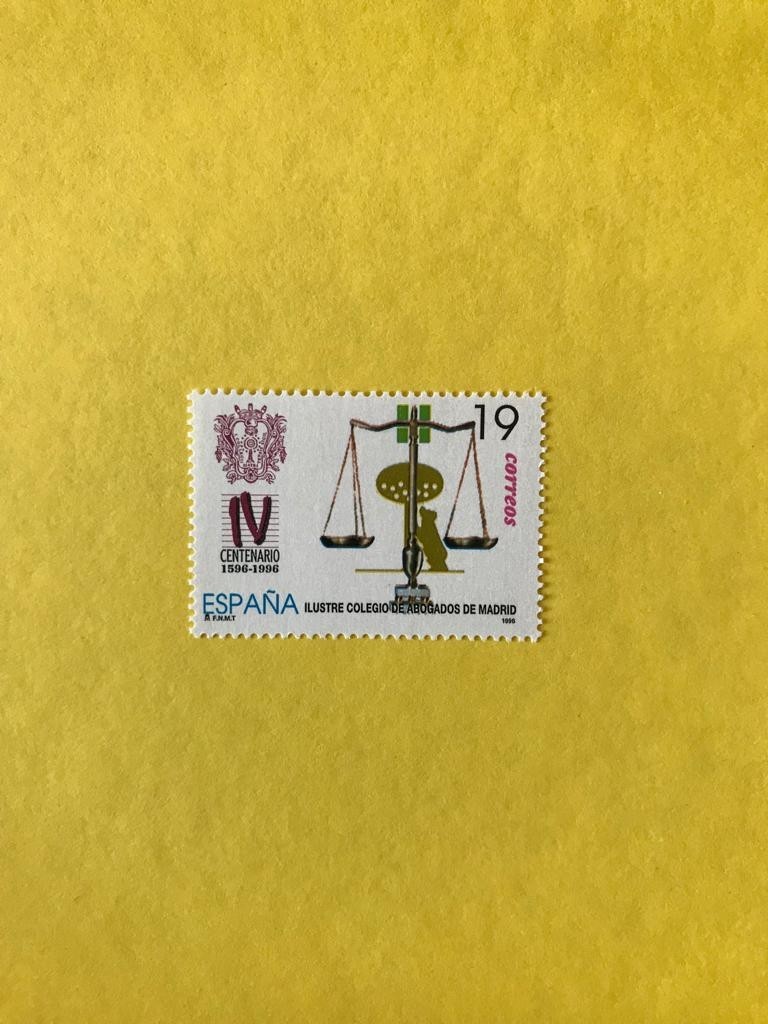 19
correos
IV
CENTENARIO
1596-1996
ESPAÑA ILUSTRE COLEGIO DE ABOGADOS DE MADRID
F.N.M.T 1996